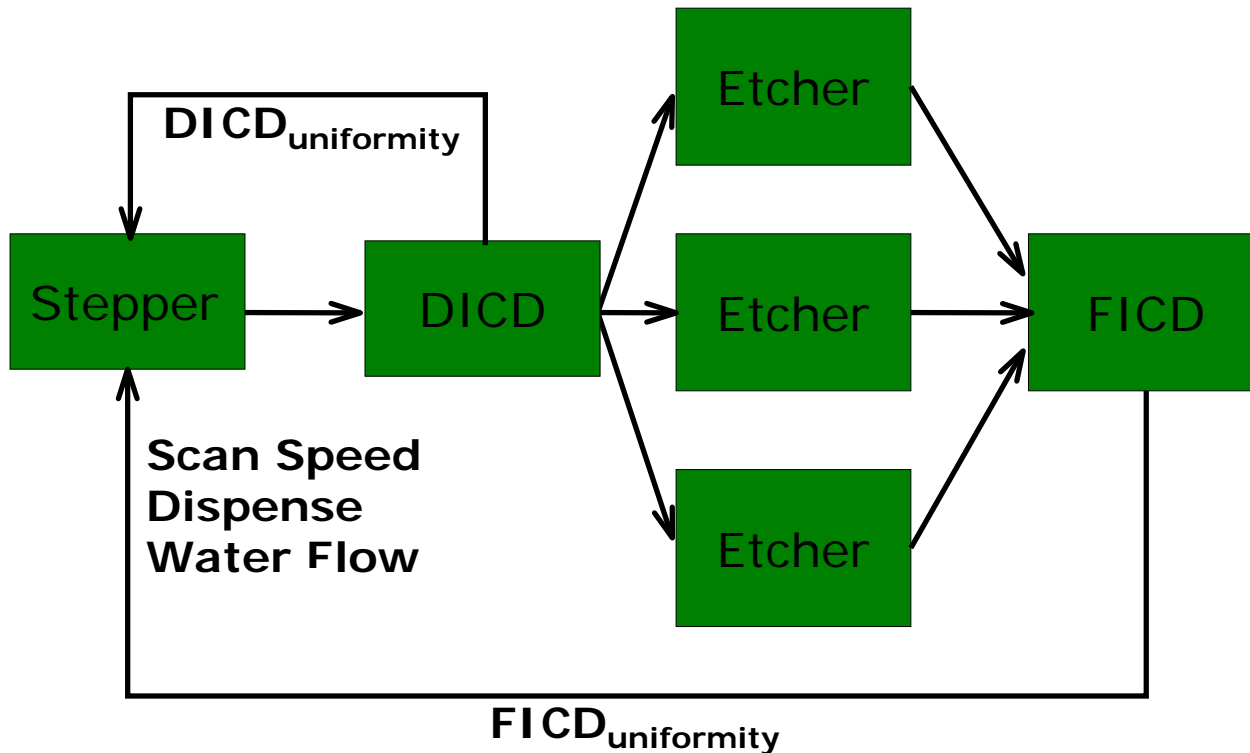 Etcher
DICDuniformity
Stepper
DICD
Etcher
FICD
Scan Speed
Dispense
Water Flow
Etcher
FICDuniformity